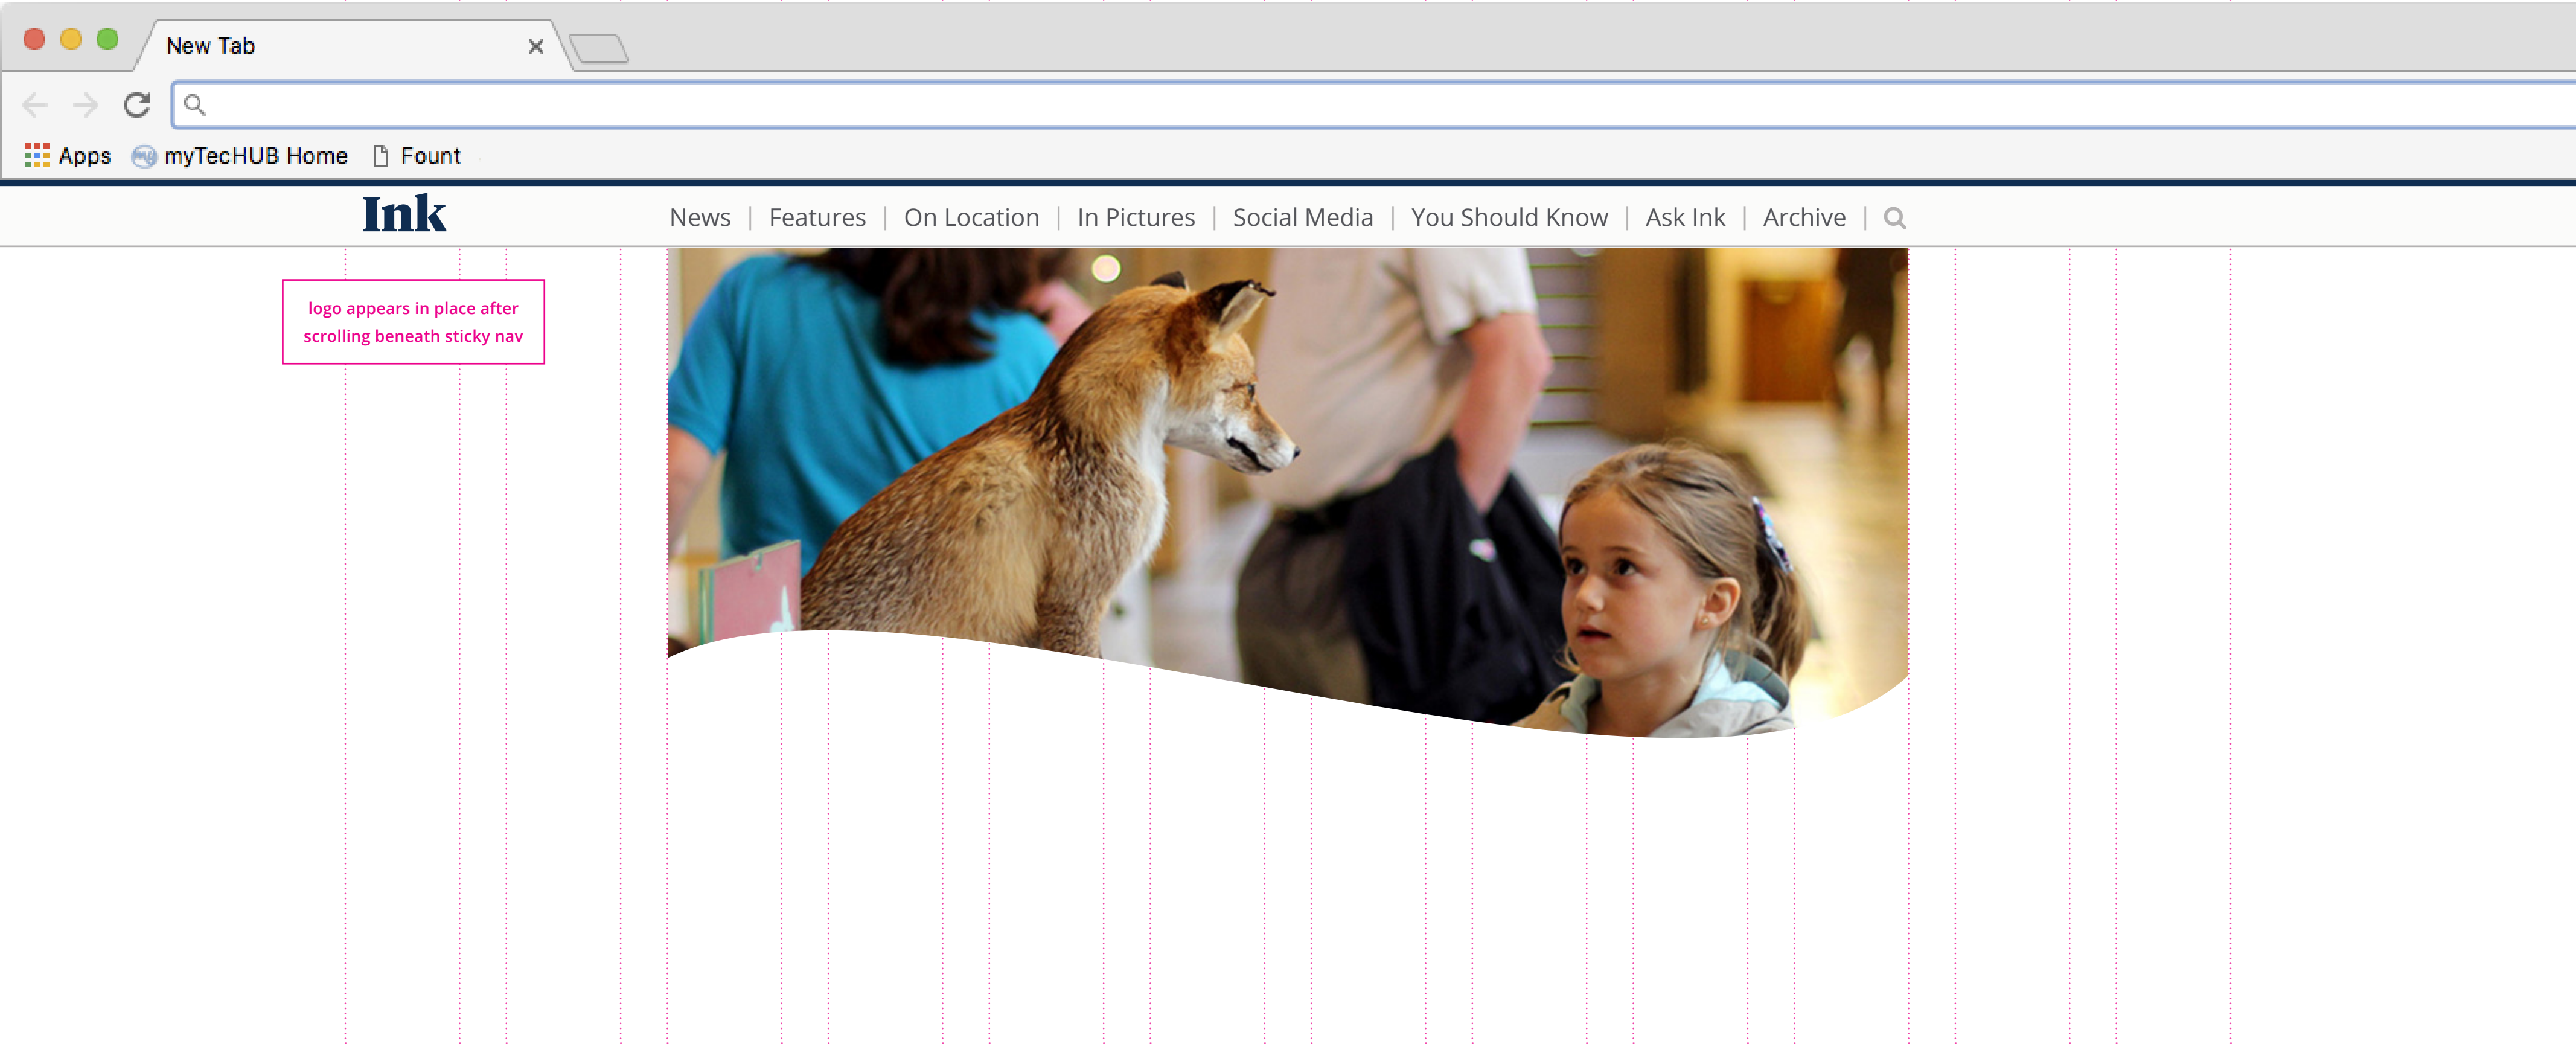 New Tab
Apps myTecHUB Home Fount
Ink
News | Features | On Location | In Pictures | Social Media | You Should Know | Ask Ink | Archive |
logo appears in place after
scrolling beneath sticky nav